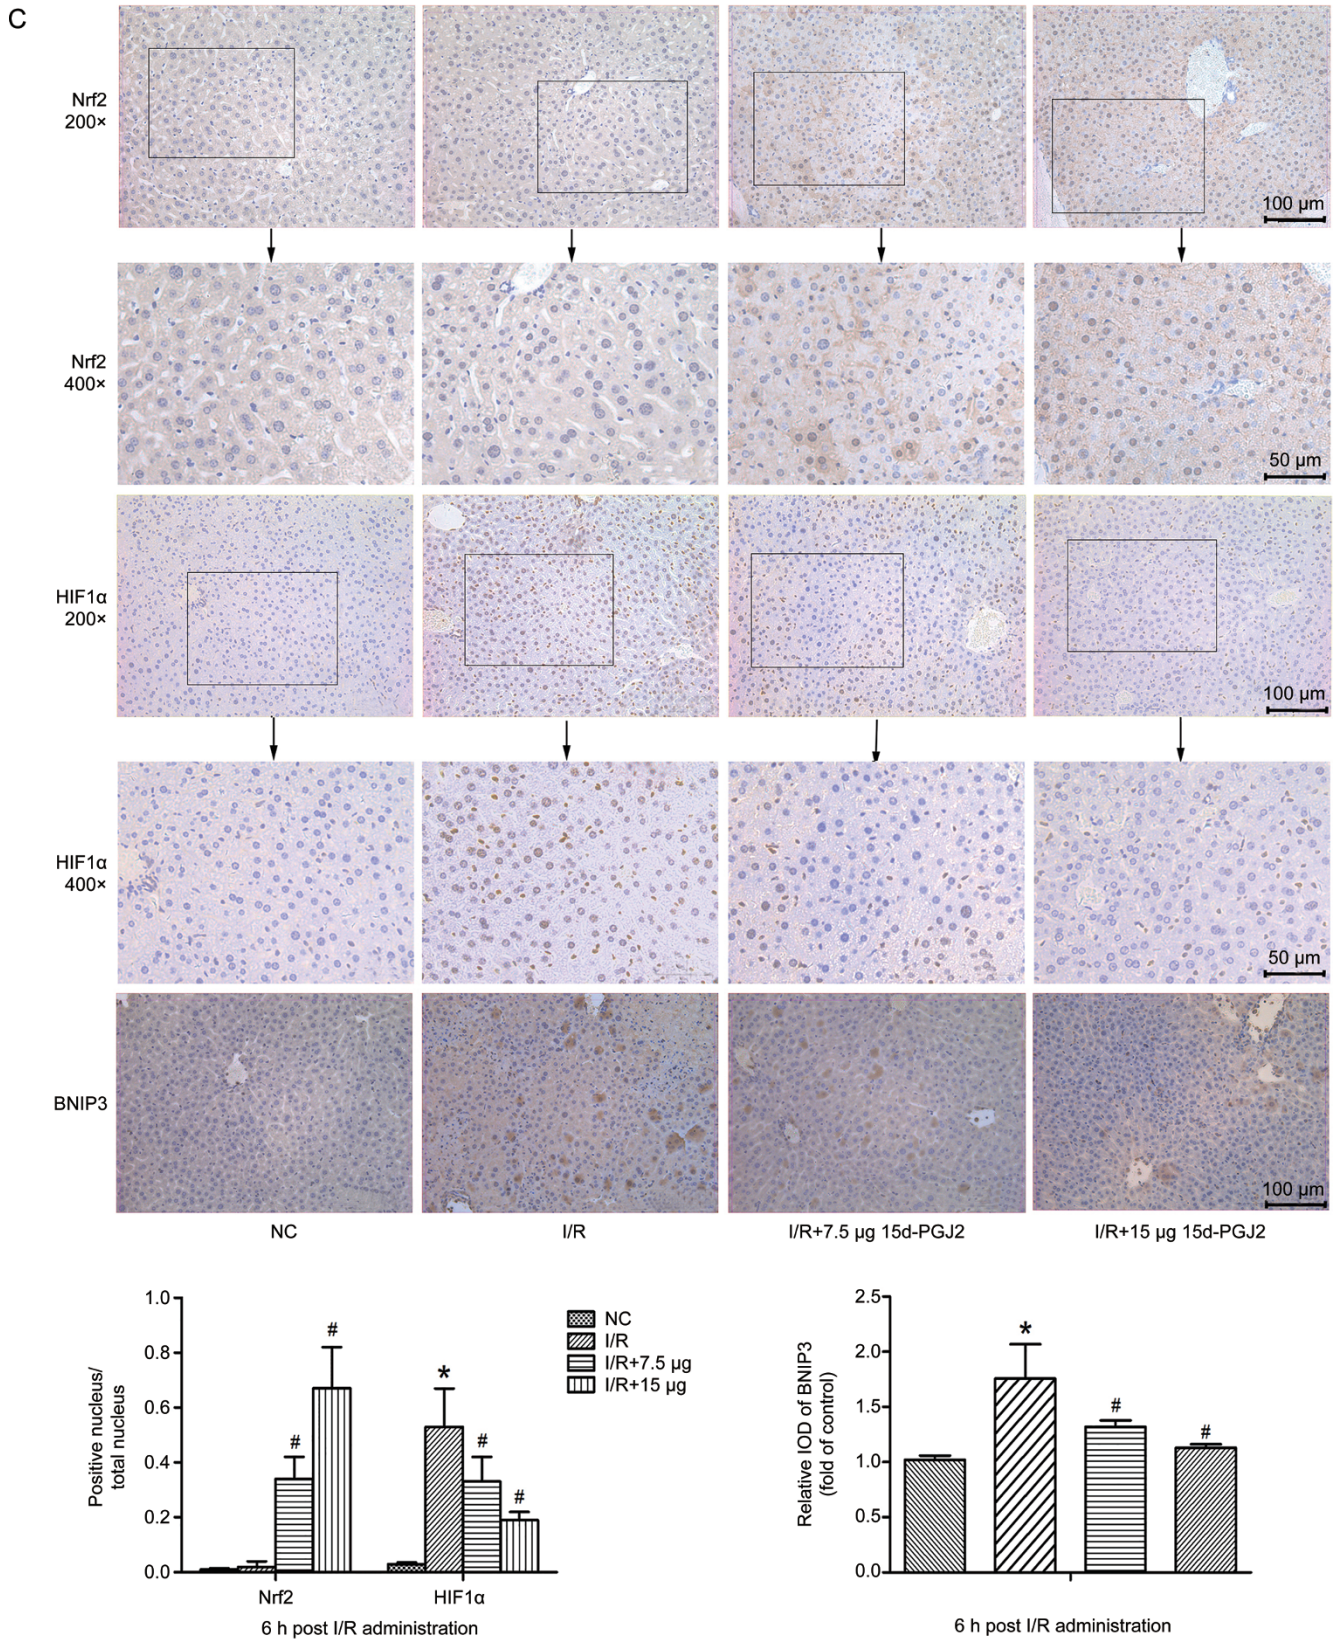 C
Nrf2
200×
100 µm
Nrf2
400×
50 µm
HIF1α
200×
100 µm
HIF1α
400×
50 µm
BNIP3
100 µm
NC
I/R
I/R+7.5 µg 15d-PGJ2
I/R+15 µg 15d-PGJ2
Positive nucleus/
total nucleus
1.0
0.8
0.6
0.4
0.2
0.0
#
#
*
#
#
NC
I/R
I/R+7.5 µg
I/R+15 µg
Nrf2
HIF1α
6 h post I/R administration
Relative IOD of BNIP3
(fold of control)
2.5
2.0
1.5
1.0
0.5
0.0
*
#
#
6 h post I/R administration